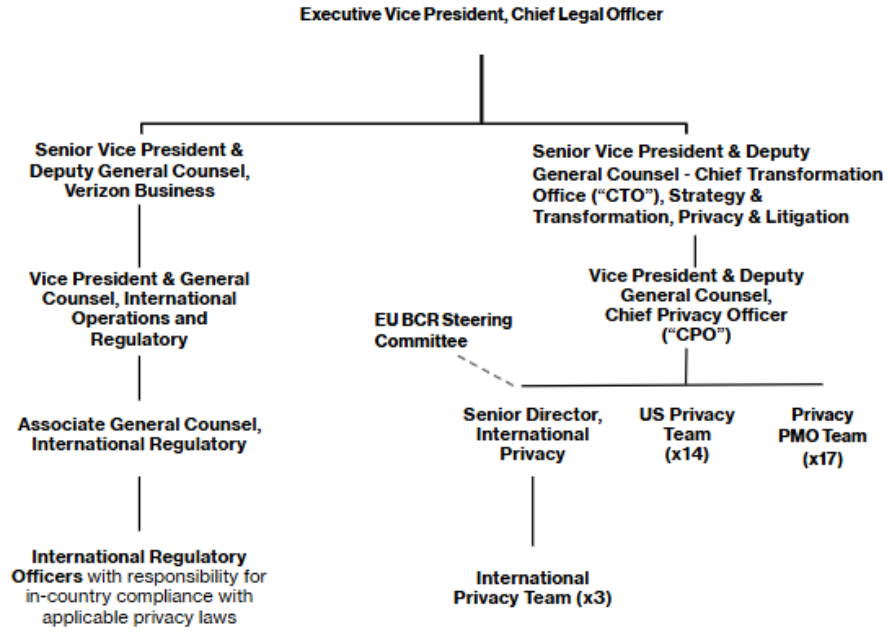 Executive Vice President, Chief Legal Officer
Senior Vice President &
Deputy General Counsel,
Verizon Business
Senior Vice President & Deputy
General Counsel - Chief Transformation
Office (“CTO”), Strategy &
Transformation, Privacy & Litigation
Vice President & General
Counsel, International
Operations and
Regulatory
Vice President & Deputy
General Counsel,
Chief Privacy Officer
(“CPO”)
EU BCR Steering
Committee
Associate General Counsel,
International Regulatory
Senior Director,
International
Privacy
US Privacy
Team
(x14)
Privacy
PMO Team
(x17)
International Regulatory
Officers with responsibility for
in-country compliance with
applicable privacy laws
International
Privacy Team (x3)